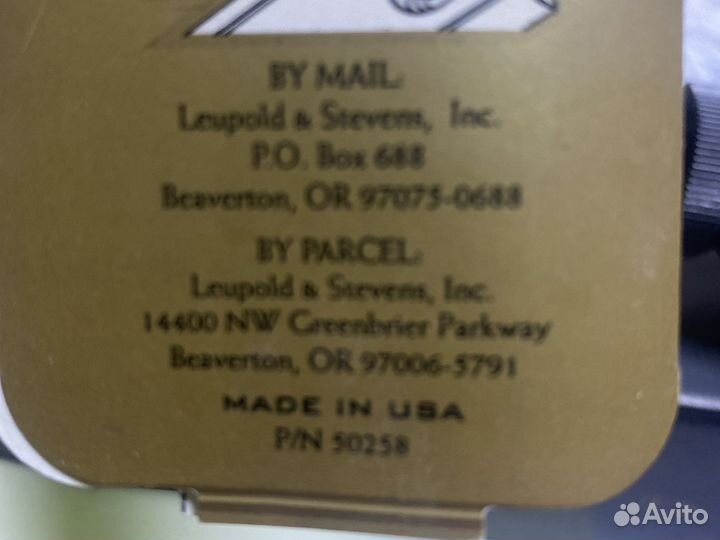 BY MAIL:
Leupold & Stevens, Inc.
P.O. Box 688
Beaverton, OR 97075-0688
BY PARCEL:
Leupold & Stevens, Inc.
14400 NW Greenbrier Parkway
Beaverton, OR 97006-5791
MADE IN USA
P/N 50258
Avito